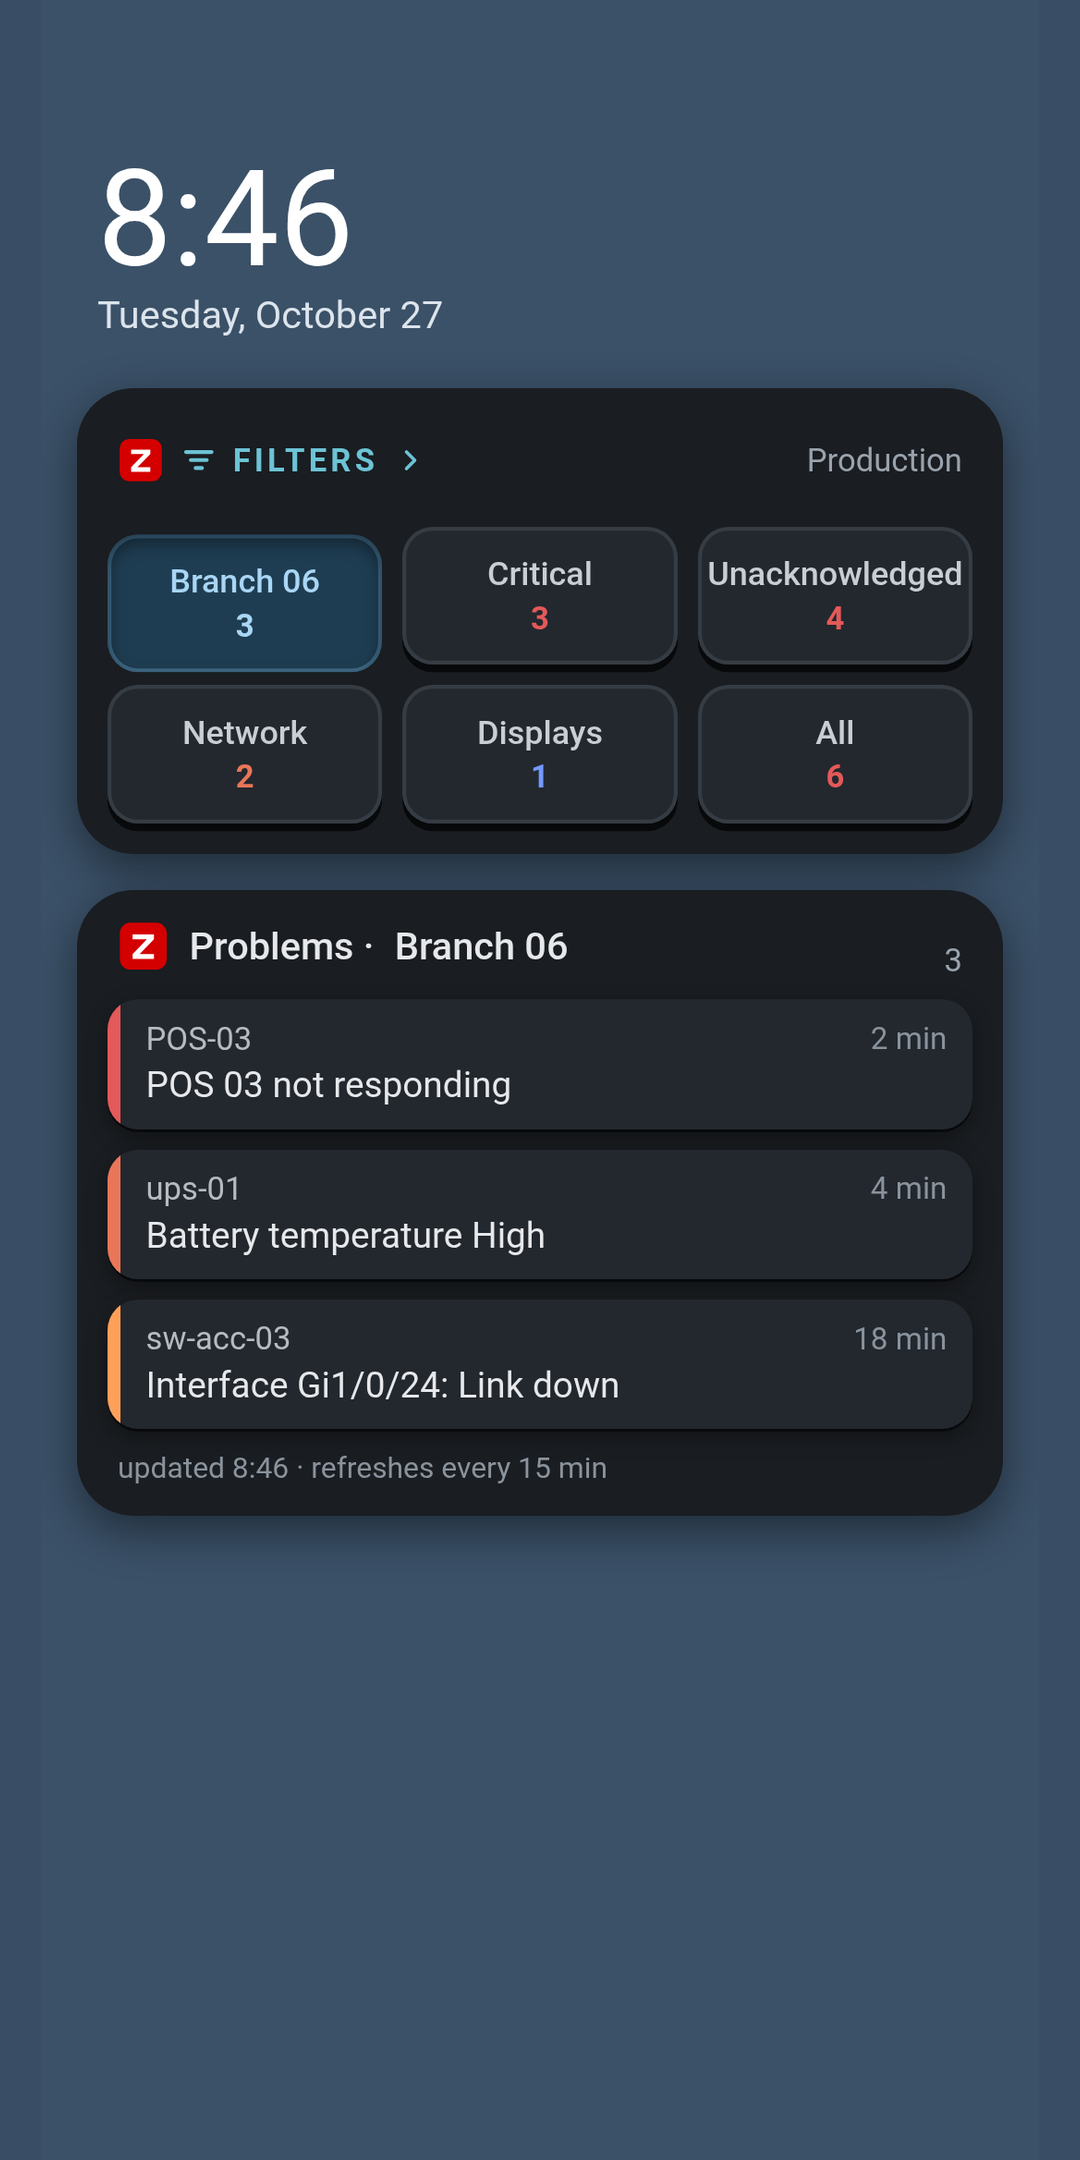 8:46
Tuesday, October 27
Z FILTERS > Production
Branch 06 Critical Unacknowledged
3 3 4
Network Displays All
2 1 6
Z Problems · Branch 06 3
POS-03 2 min
POS 03 not responding
ups-01 4 min
Battery temperature High
sw-acc-03 18 min
Interface Gi1/0/24: Link down
updated 8:46 · refreshes every 15 min